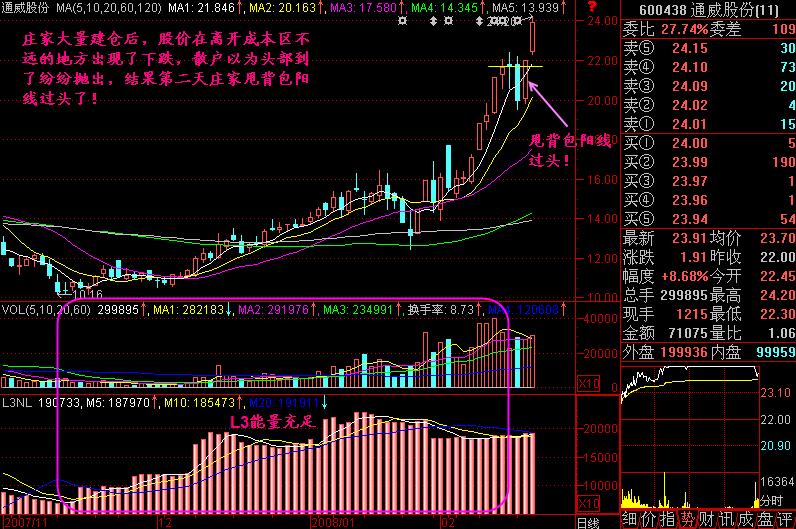 通威股份 MA(5,10,20,60,120) MA1: 21.846↑, MA2: 20.163↑, MA3: 17.580↑, MA4: 14.345↑, MA5: 13.939↑
庄家大量建仓后，股价在离开成本区不
远的地方出现了下跌，散户以为头部到
了纷纷抛出，结果第二天庄家甩背包阳
线过头了！
甩背包阳线
过头！
10.16
24.00
22.00
20.00
18.00
16.00
14.00
12.00
10.00
VOL(5,10,20,60) 299895↑, MA1: 282183↓, MA2: 291976↑, MA3: 234991↑, 换手率: 8.73↑,
40000
20000
0
X10
L3NL 190733, M5: 187970↑, M10: 185473↑, M20: 191911↓
L3能量充足
20000
15000
10000
X10
2007/11
12
2008/01
02
日线
600438 通威股份(11)
委比 27.74% 委差 109
卖⑤ 24.15 30
卖④ 24.10 73
卖③ 24.09 20
卖② 24.02 4
卖① 24.01 15
买① 24.00 5
买② 23.99 190
买③ 23.97 1
买④ 23.96 1
买⑤ 23.94 54
最新 23.91 均价 23.70
涨跌 1.91 昨收 22.00
幅度 +8.68% 今开 22.45
总手 299895 最高 24.20
现手 1215 最低 22.30
金额 71075 量比 1.06
外盘 199936 内盘 99959
23.10
22.00
20.90
16364
分时
细 价 指 势 财 讯 成 盘 评